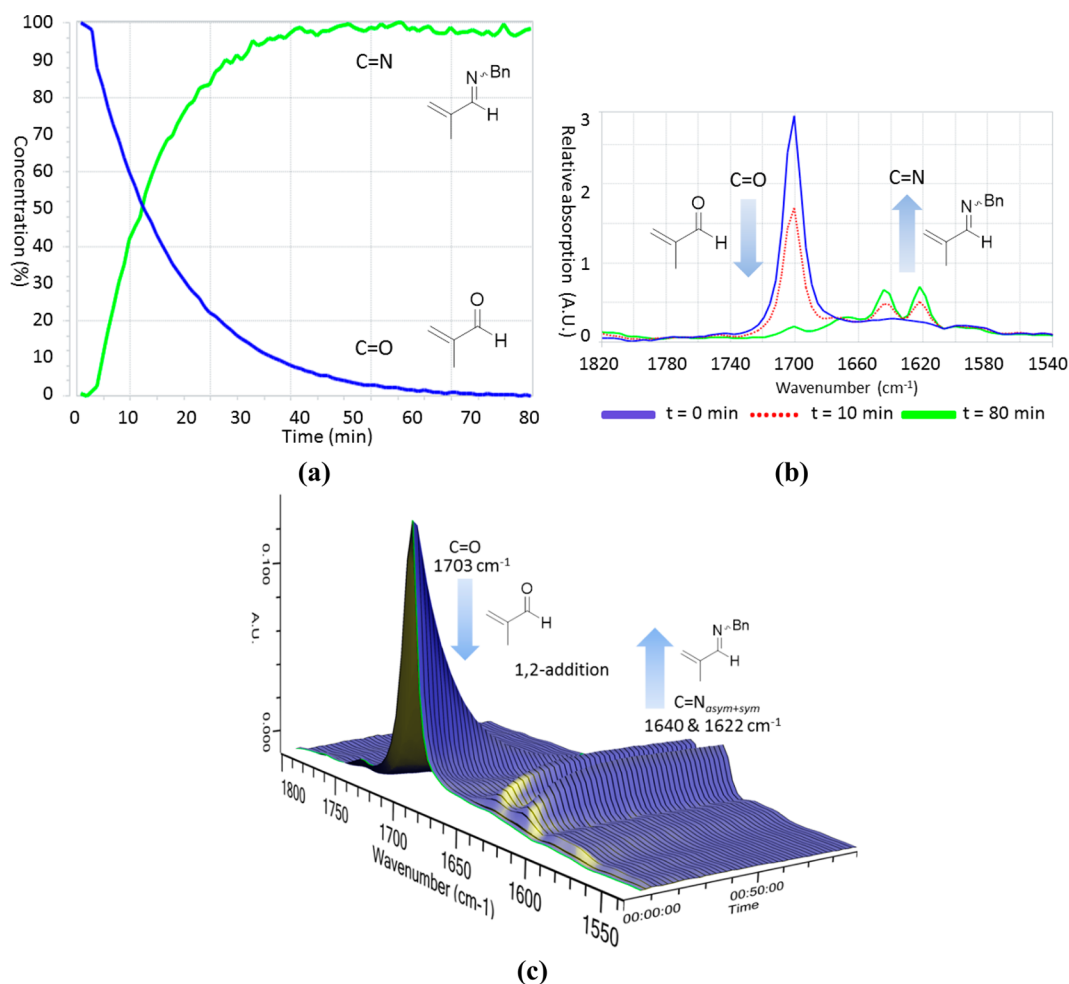 100
90
80
70
60
50
40
30
20
10
0
Concentration (%)
0 10 20 30 40 50 60 70 80
Time (min)
C=N
N
Bn
H
C=O
O
H
(a)
3
2
1
0
Relative absorption (A.U.)
1820 1780 1740 1700 1660 1620 1580 1540
Wavenumber (cm-1)
C=O
O
H
C=N
N
Bn
H
t = 0 min t = 10 min t = 80 min
(b)
0.100
A.U.
0.000
C=O
1703 cm-1
O
H
1,2-addition
N
Bn
H
C=Nasym+sym
1640 & 1622 cm-1
1800 1750 1700 1650 1600 1550
Wavenumber (cm-1)
00:00:00 00:50:00
Time
(c)